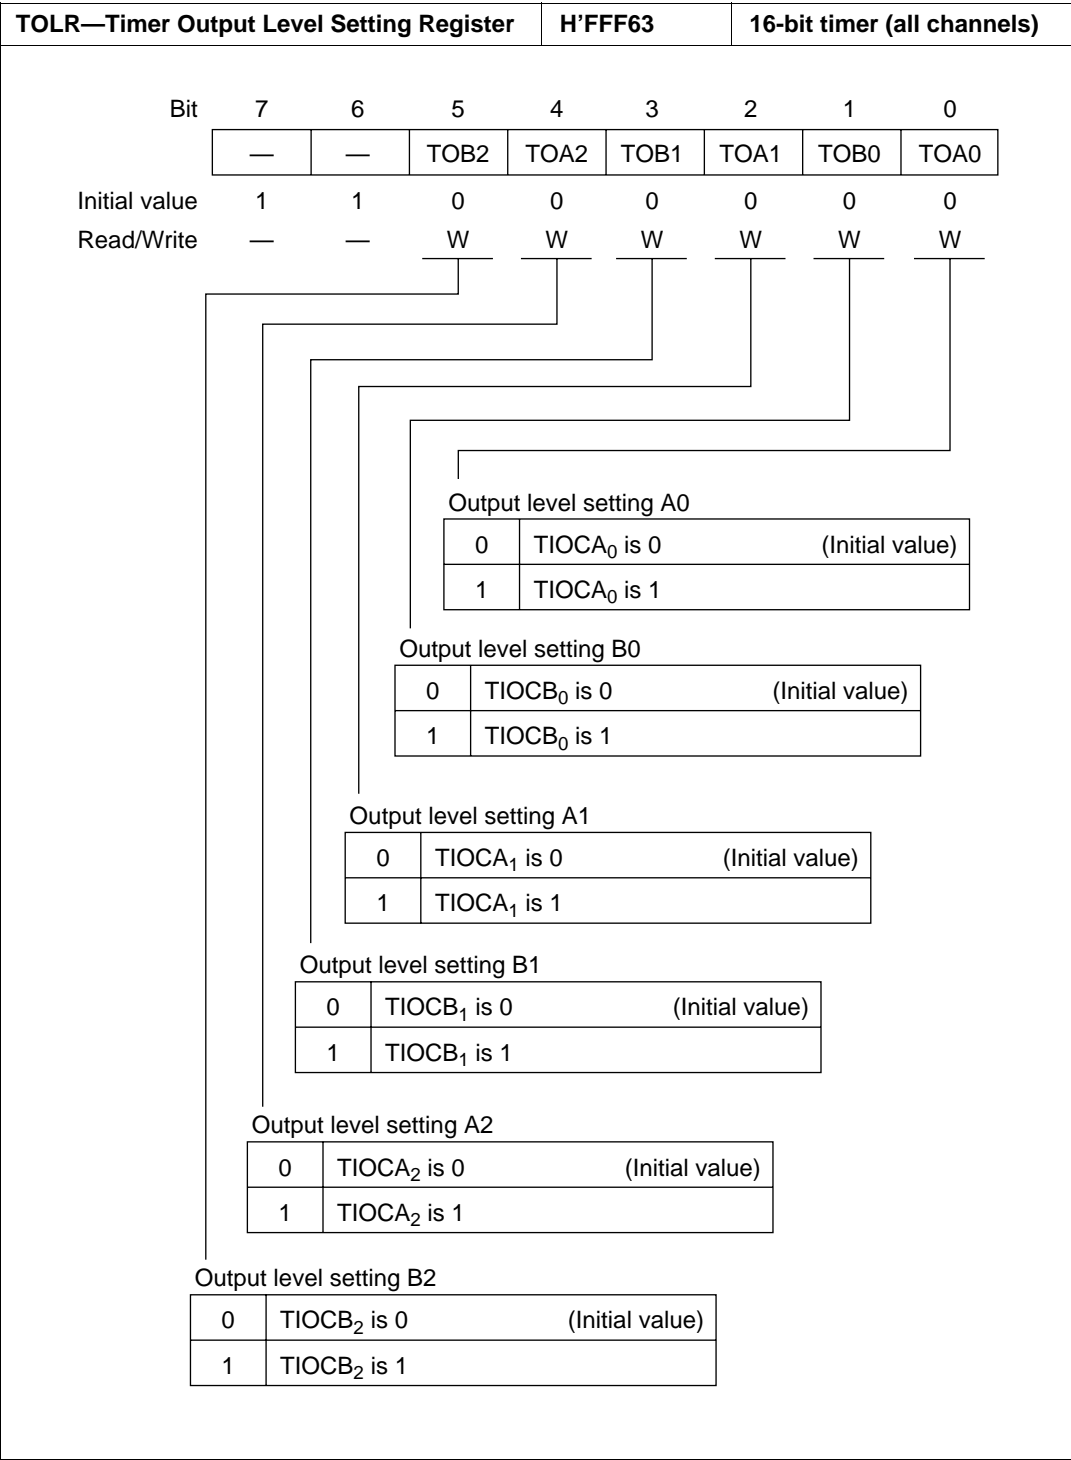 TOLR—Timer Output Level Setting Register H'FFF63 16-bit timer (all channels)
Bit 7 6 5 4 3 2 1 0
— — TOB2 TOA2 TOB1 TOA1 TOB0 TOA0
Initial value 1 1 0 0 0 0 0 0
Read/Write — — W W W W W W
Output level setting A0
0 TIOCA0 is 0 (Initial value)
1 TIOCA0 is 1
Output level setting B0
0 TIOCB0 is 0 (Initial value)
1 TIOCB0 is 1
Output level setting A1
0 TIOCA1 is 0 (Initial value)
1 TIOCA1 is 1
Output level setting B1
0 TIOCB1 is 0 (Initial value)
1 TIOCB1 is 1
Output level setting A2
0 TIOCA2 is 0 (Initial value)
1 TIOCA2 is 1
Output level setting B2
0 TIOCB2 is 0 (Initial value)
1 TIOCB2 is 1